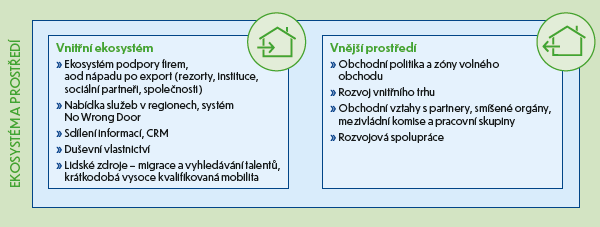 EKOSYSTÉM A PROSTŘEDÍ
Vnitřní ekosystém
» Ekosystém podpory firem,
aod nápadu po export (rezorty, instituce,
sociální partneři, společnosti)
» Nabídka služeb v regionech, systém
No Wrong Door
» Sdílení informací, CRM
» Duševní vlastnictví
» Lidské zdroje – migrace a vyhledávání talentů,
krátkodobá vysoce kvalifikovaná mobilita
Vnější prostředí
» Obchodní politika a zóny volného
obchodu
» Rozvoj vnitřního trhu
» Obchodní vztahy s partnery, smíšené orgány,
mezivládní komise a pracovní skupiny
» Rozvojová spolupráce